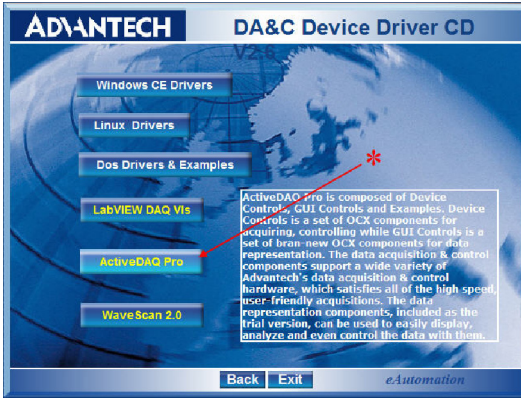 ADVANTECH
DA&C Device Driver CD
V2.6
Windows CE Drivers
Linux Drivers
Dos Drivers & Examples
*
LabVIEW DAQ VIs
ActiveDAQ Pro
WaveScan 2.0
ActiveDAQ Pro is composed of Device
Controls, GUI Controls and Examples. Device
Controls is a set of OCX components for
acquiring, controlling while GUI Controls is a
set of bran-new OCX components for data
representation. The data acquisition & control
components support a wide variety of
Advantech's data acquisition & control
hardware, which satisfies all of the high speed,
user-friendly acquisitions. The data
representation components, included as the
trial version, can be used to easily display,
analyze and even control the data with them.
Back Exit
eAutomation